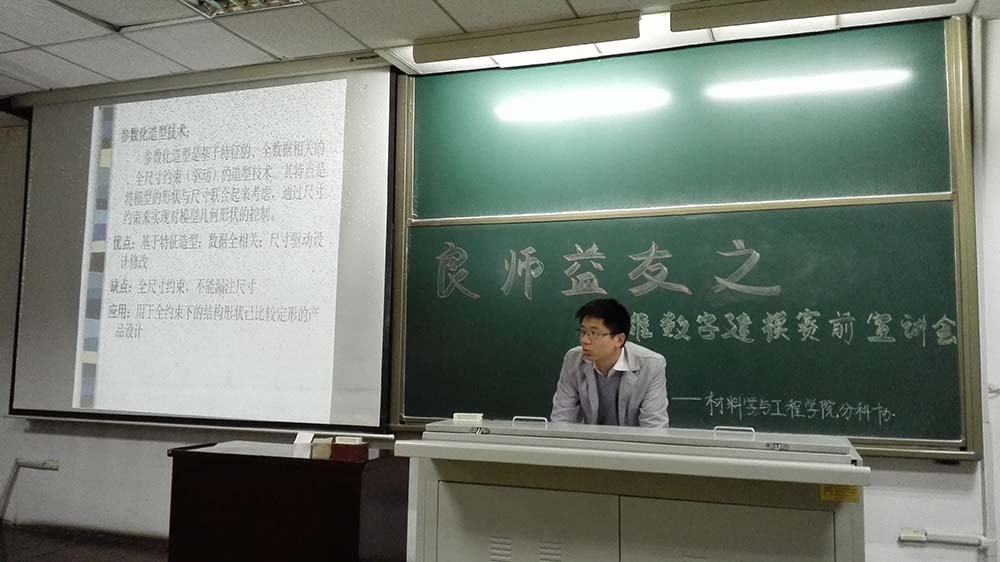 参数化造型技术：
参数化造型是基于特征的、全数据相关的
、全尺寸约束（驱动）的造型技术。其特点是
将模型的形状与尺寸联合起来考虑，通过尺寸
约束来实现对模型几何形状的控制。
优点：基于特征造型；数据全相关；尺寸驱动设
计修改
缺点：全尺寸约束，不能漏注尺寸
应用：用于全约束下的结构形状已比较定形的产
品设计
良师益友之
维数字建模赛前宣讲会
——材料学与工程学院分科协